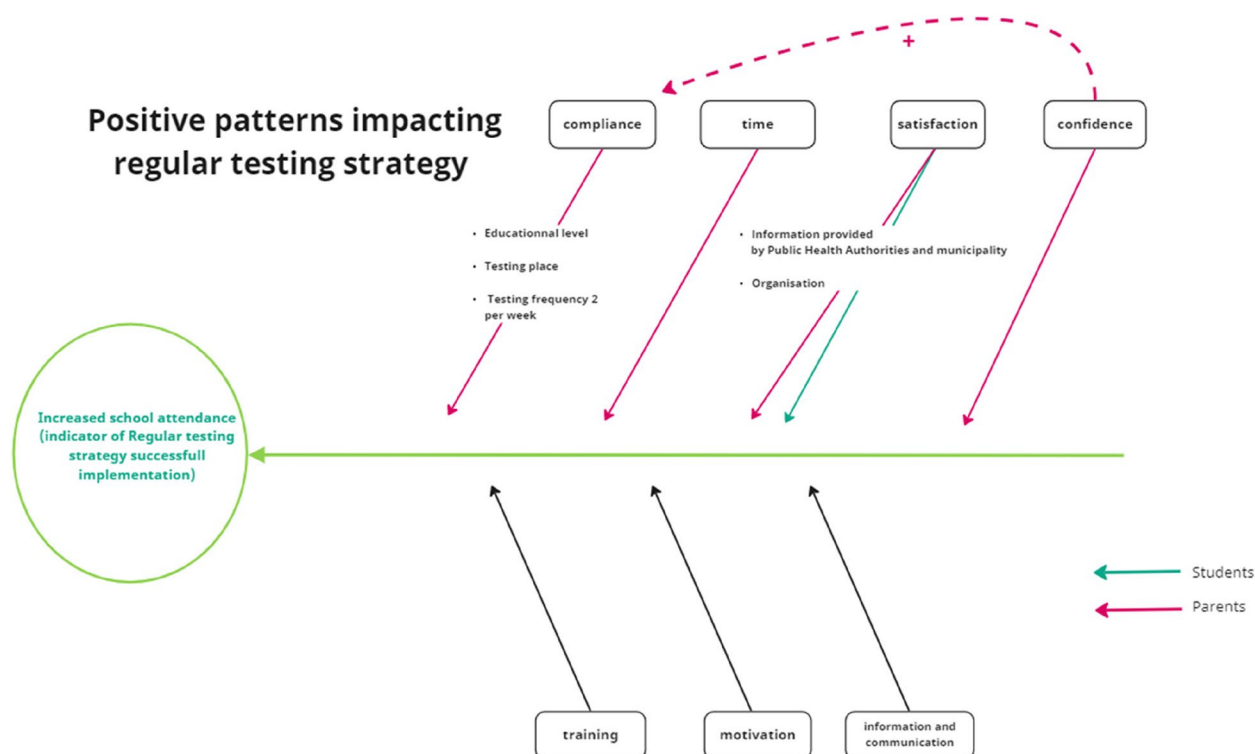 Positive patterns impacting
regular testing strategy
+
compliance
time
satisfaction
confidence
• Educationnal level
• Testing place
• Testing frequency 2
per week
• Information provided
by Public Health Authorities and municipality
• Organisation
Increased school attendance
(indicator of Regular testing
strategy successfull
implementation)
Students
Parents
training
motivation
information and
communication